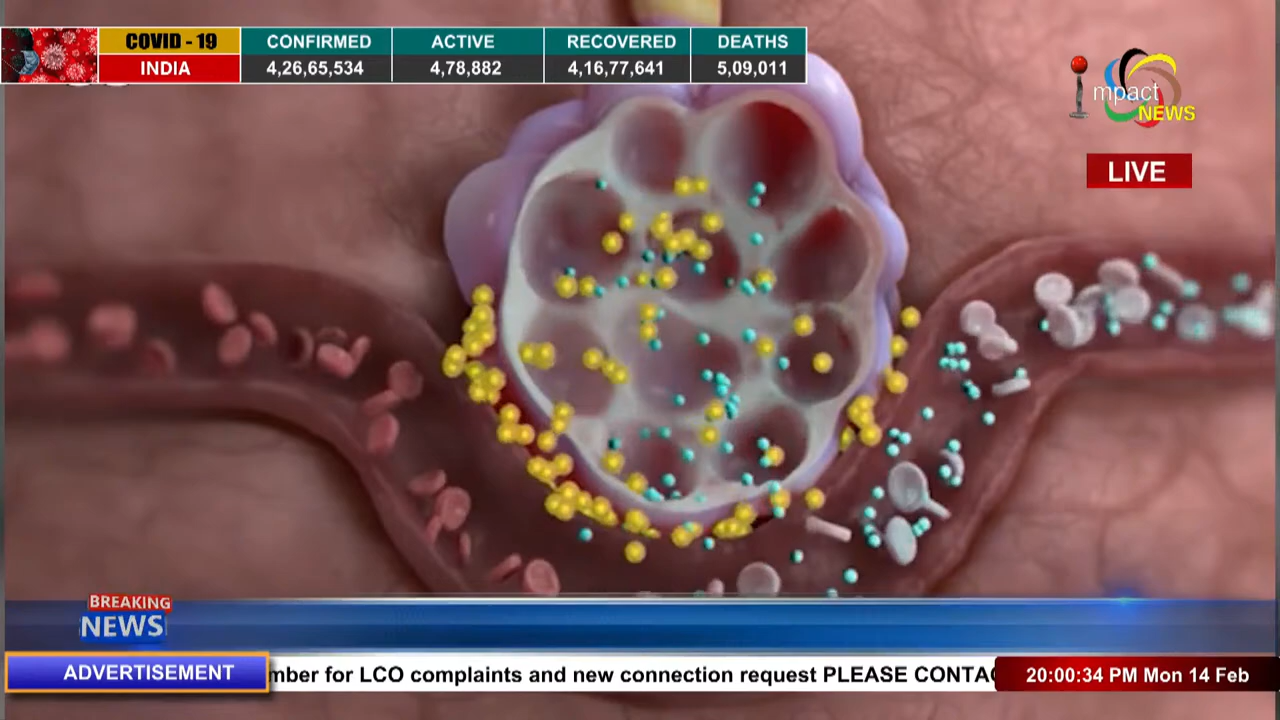 COVID - 19
CONFIRMED
ACTIVE
RECOVERED
DEATHS
INDIA
4,26,65,534
4,78,882
4,16,77,641
5,09,011
impact
NEWS
LIVE
BREAKING
NEWS
ADVERTISEMENT
mber for LCO complaints and new connection request PLEASE CONTAC
20:00:34 PM Mon 14 Feb